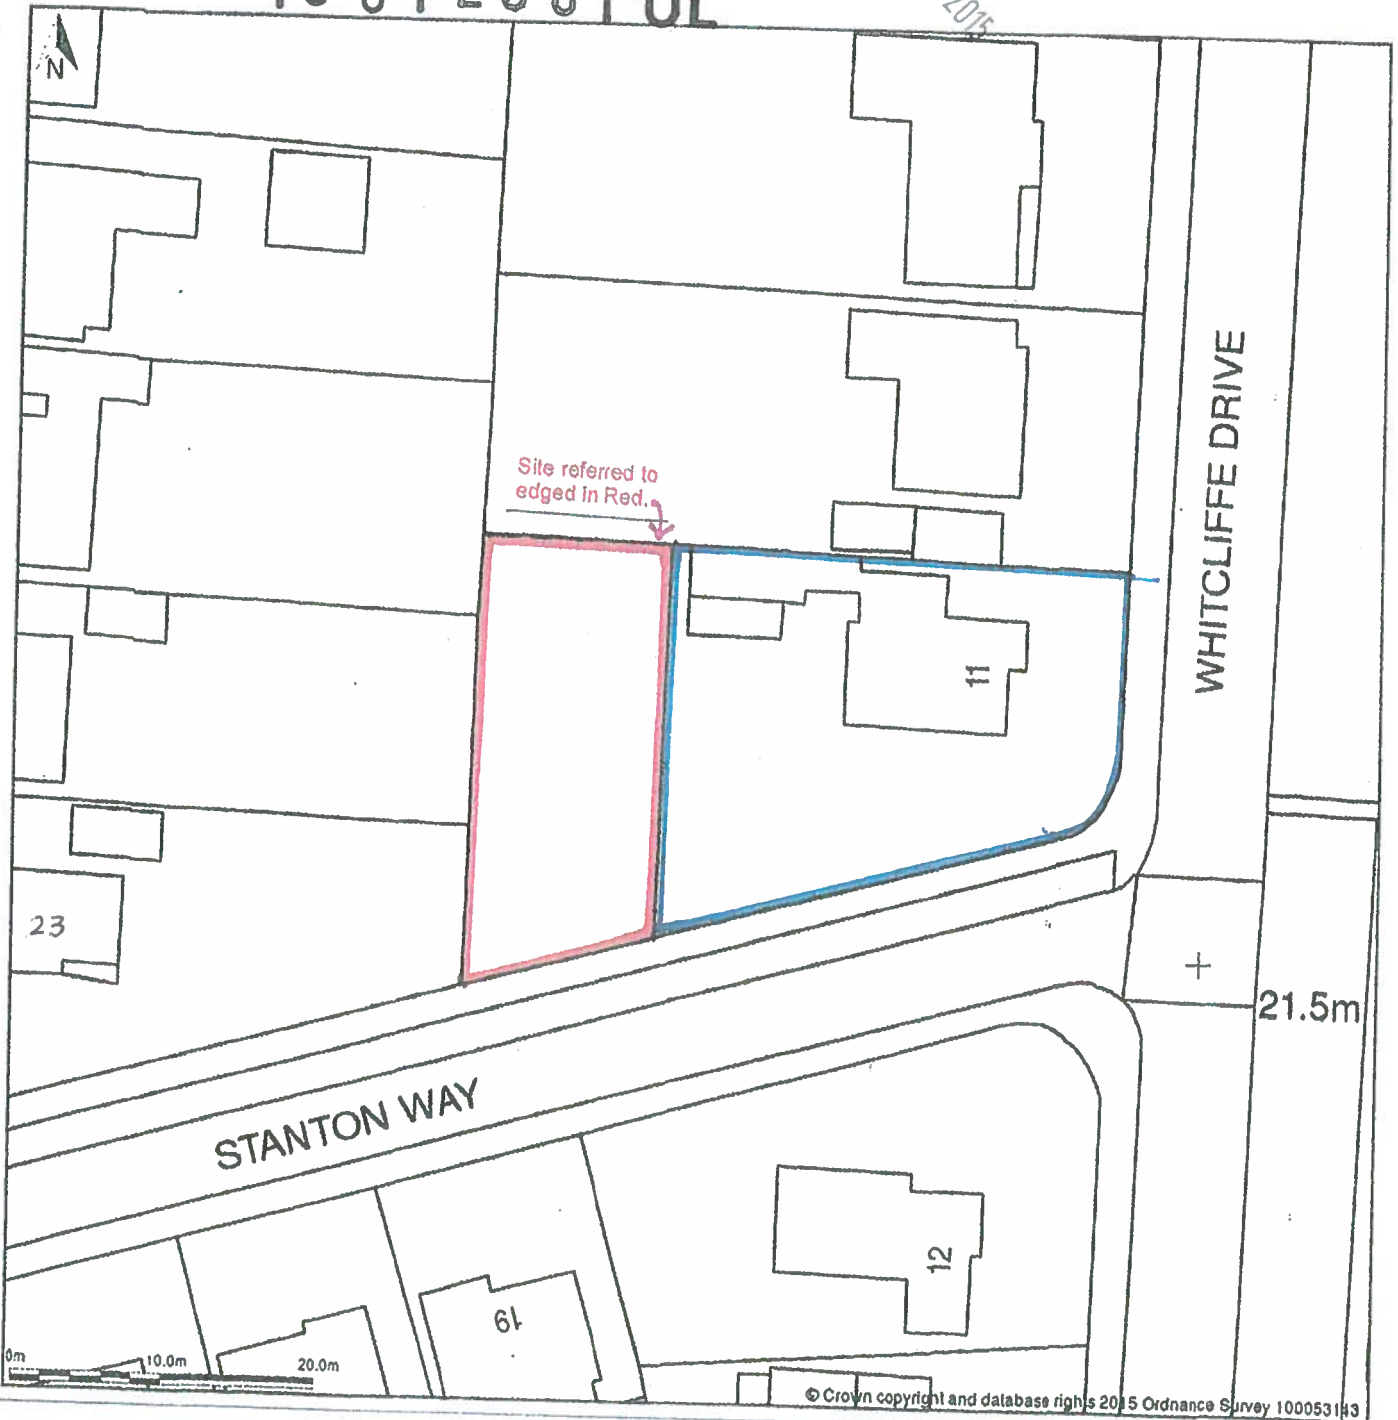 2015
N
Site referred to
edged in Red.
WHITCLIFFE DRIVE
11
23
21.5m
STANTON WAY
12
19
0m 10.0m 20.0m
© Crown copyright and database rights 2015 Ordnance Survey 100053143